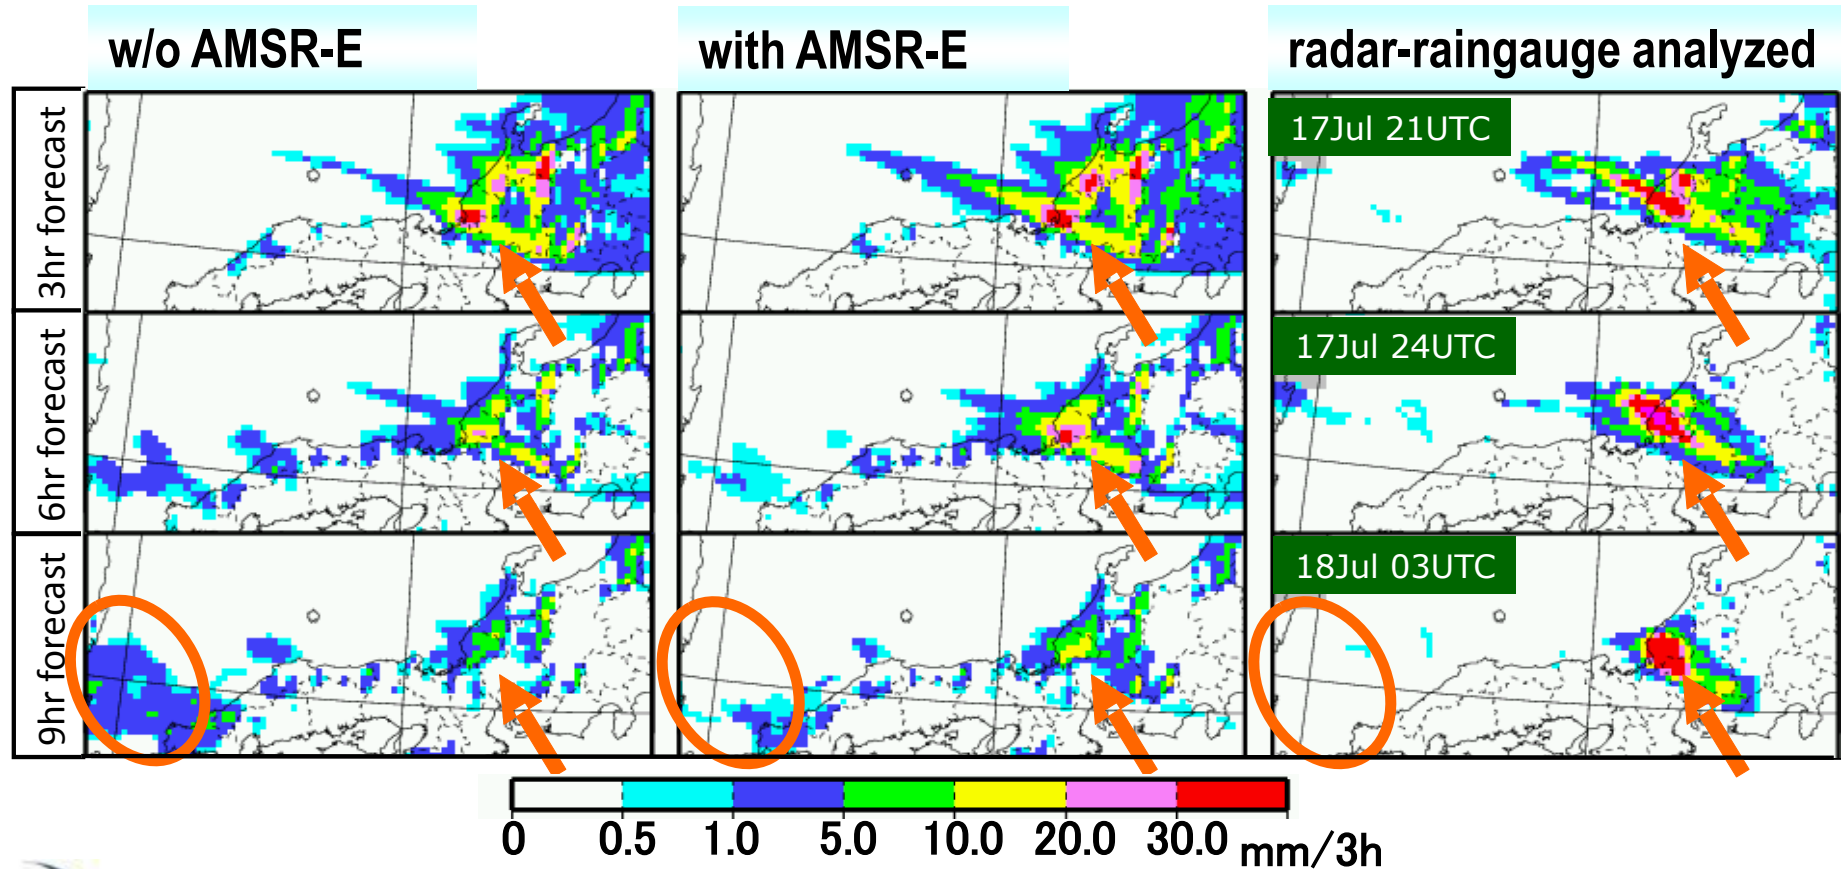 w/o AMSR-E
with AMSR-E
radar-raingauge analyzed
3hr forecast
17Jul 21UTC
6hr forecast
17Jul 24UTC
9hr forecast
18Jul 03UTC
0 0.5 1.0 5.0 10.0 20.0 30.0 mm/3h